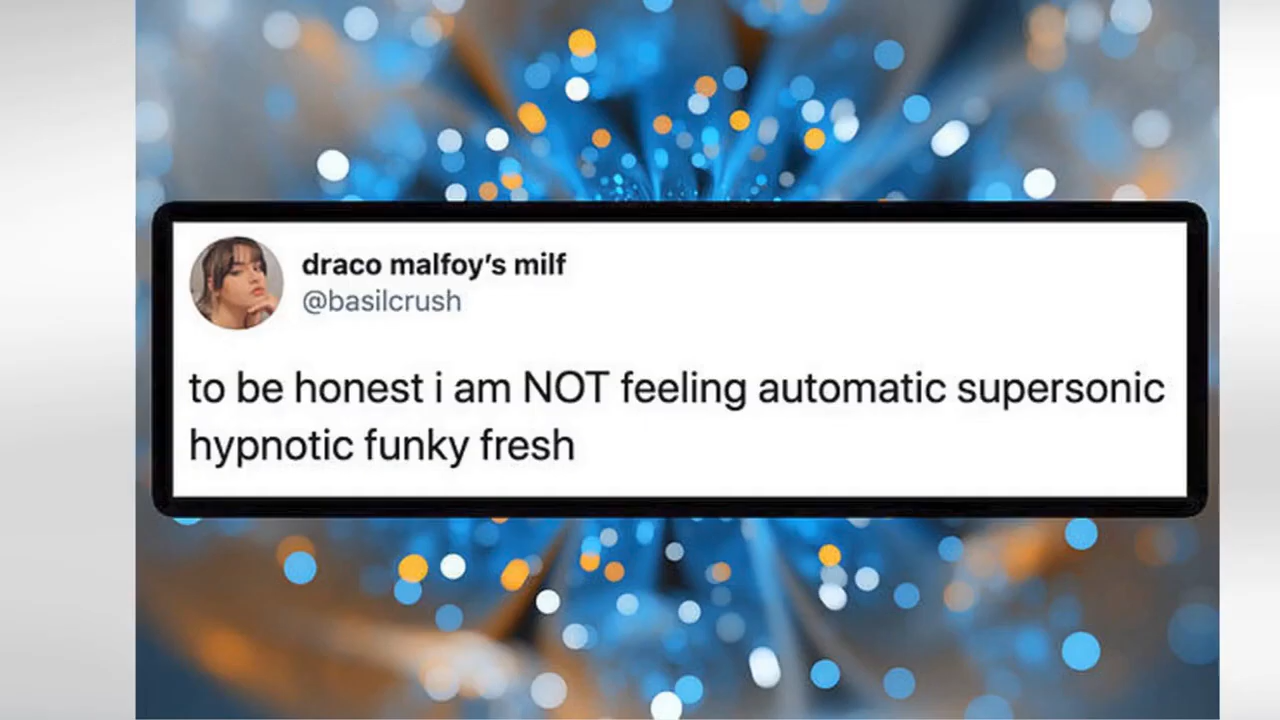 draco malfoy’s milf
@basilcrush
to be honest i am NOT feeling automatic supersonic
hypnotic funky fresh